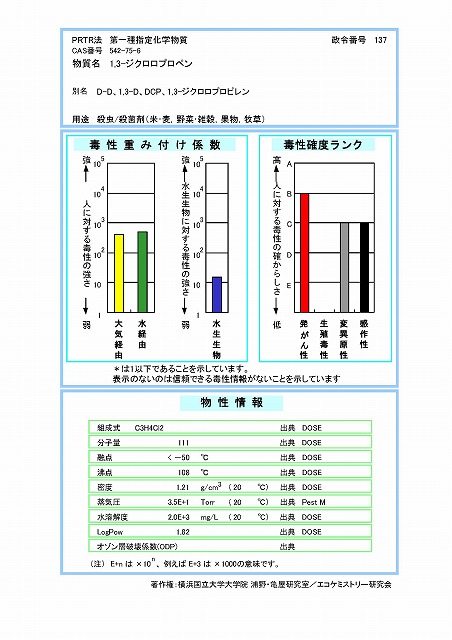 PRTR法 第一種指定化学物質 政令番号 137
CAS番号 542-75-6
物質名 1,3-ジクロロプロペン
別名 D-D、1,3-D、DCP、1,3-ジクロロプロピレン
用途 殺虫/殺菌剤(米・麦, 野菜・雑穀, 果物, 牧草)
毒性重み付け係数
強
人に対する毒性の強さ
弱
10^5
10^4
10^3
10^2
10
1
大気経由
水経由
強
水生生物に対する毒性の強さ
弱
10^5
10^4
10^3
10^2
10
1
水生生物
毒性確度ランク
高
人に対する毒性の確からしさ
低
A
B
C
D
E
発がん性
生殖毒性
変異原性
感作性
*は1以下であることを示しています。
表示のないのは信頼できる毒性情報がないことを示しています
物性情報
組成式 C3H4Cl2 出典 DOSE
分子量 111 出典 DOSE
融点 <-50 ℃ 出典 DOSE
沸点 108 ℃ 出典 DOSE
密度 1.21 g/cm3 (20 ℃) 出典 DOSE
蒸気圧 3.5E+1 Torr (20 ℃) 出典 Pest M
水溶解度 2.0E+3 mg/L (20 ℃) 出典 DOSE
LogPow 1.82 出典 DOSE
オゾン層破壊係数(ODP) 出典
(注) E+n は ×10^n、例えば E+3 は ×1000の意味です。
著作権:横浜国立大学大学院 浦野・亀屋研究室/エコケミストリー研究会